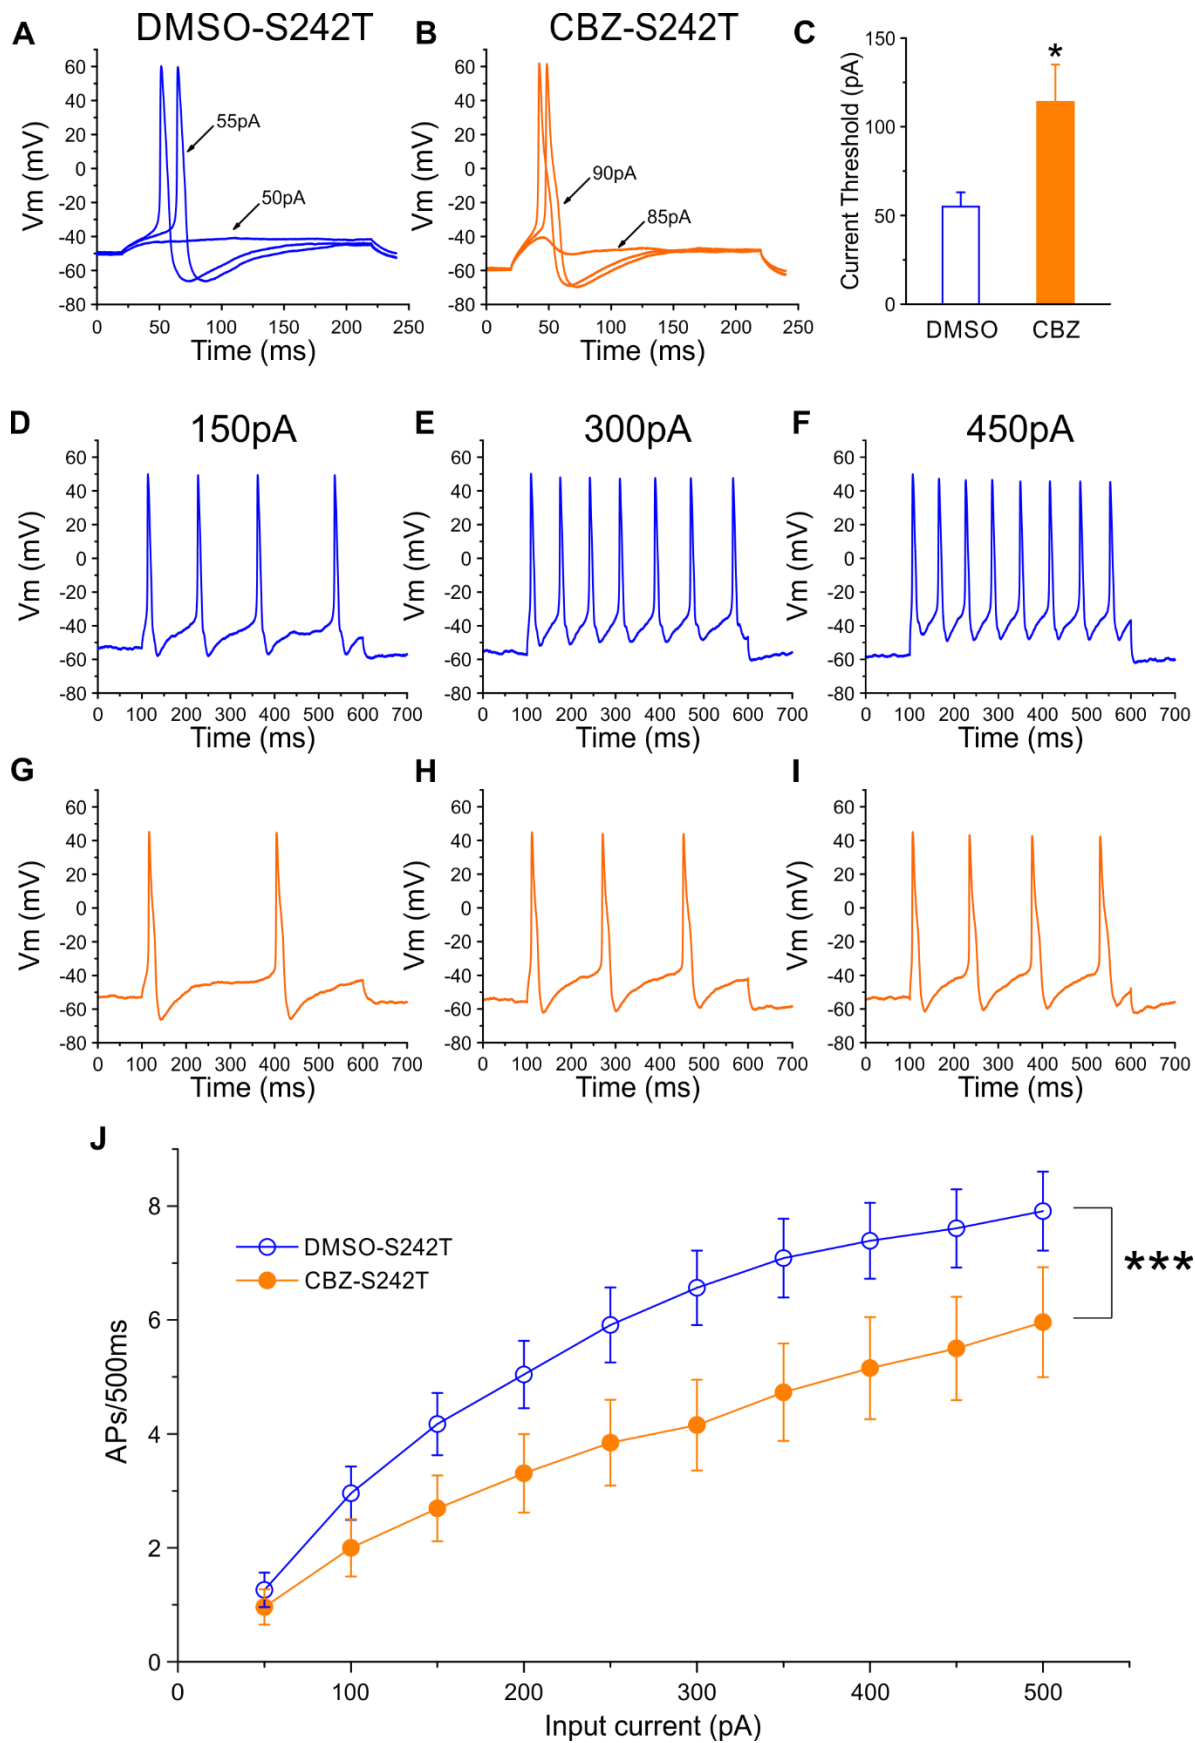 A DMSO-S242T
60
40
20
0
-20
-40
-60
-80
Vm (mV)
55pA
50pA
0 50 100 150 200 250
Time (ms)
B CBZ-S242T
60
40
20
0
-20
-40
-60
-80
Vm (mV)
90pA
85pA
0 50 100 150 200 250
Time (ms)
C
150
100
50
0
Current Threshold (pA)
*
DMSO CBZ
D 150pA
60
40
20
0
-20
-40
-60
-80
Vm (mV)
0 100 200 300 400 500 600 700
Time (ms)
E 300pA
60
40
20
0
-20
-40
-60
-80
Vm (mV)
0 100 200 300 400 500 600 700
Time (ms)
F 450pA
60
40
20
0
-20
-40
-60
-80
Vm (mV)
0 100 200 300 400 500 600 700
Time (ms)
G
60
40
20
0
-20
-40
-60
-80
Vm (mV)
0 100 200 300 400 500 600 700
Time (ms)
H
60
40
20
0
-20
-40
-60
-80
Vm (mV)
0 100 200 300 400 500 600 700
Time (ms)
I
60
40
20
0
-20
-40
-60
-80
Vm (mV)
0 100 200 300 400 500 600 700
Time (ms)
J
8
6
4
2
0
APs/500ms
DMSO-S242T
CBZ-S242T
***
0 100 200 300 400 500
Input current (pA)